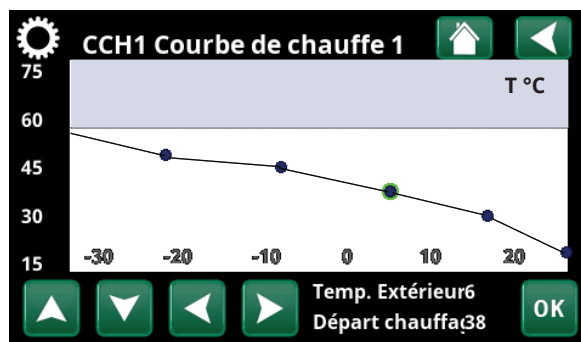 CCH1 Courbe de chauffe 1
75
T °C
60
45
30
-30 -20 -10 0 10 20
15
Temp. Extérieur6
Départ chauffag38
OK